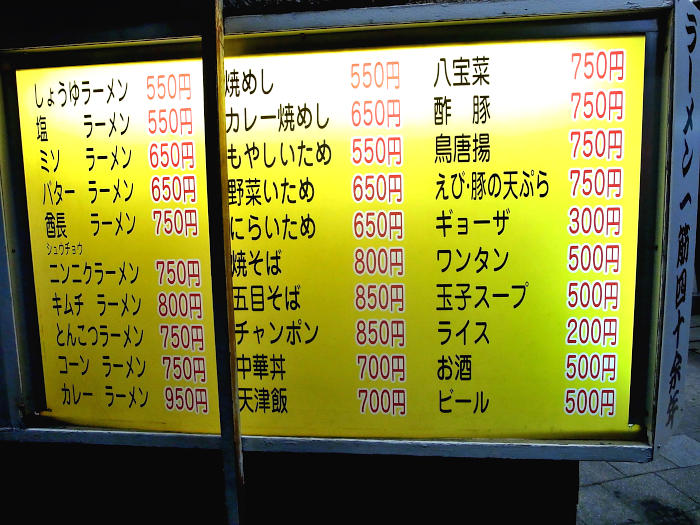 しょうゆラーメン 550円
塩 ラーメン 550円
ミソ ラーメン 650円
バター ラーメン 650円
酋長 ラーメン 750円
シュウチョウ
ニンニクラーメン 750円
キムチ ラーメン 800円
とんこつラーメン 750円
コーン ラーメン 750円
カレー ラーメン 950円
焼めし 550円
カレー焼めし 650円
もやしいため 550円
野菜いため 650円
にらいため 650円
焼そば 800円
五目そば 850円
チャンポン 850円
中華丼 700円
天津飯 700円
八宝菜 750円
酢豚 750円
鳥唐揚 750円
えび・豚の天ぷら 750円
ギョーザ 300円
ワンタン 500円
玉子スープ 500円
ライス 200円
お酒 500円
ビール 500円
ラーメン一筋四十余年